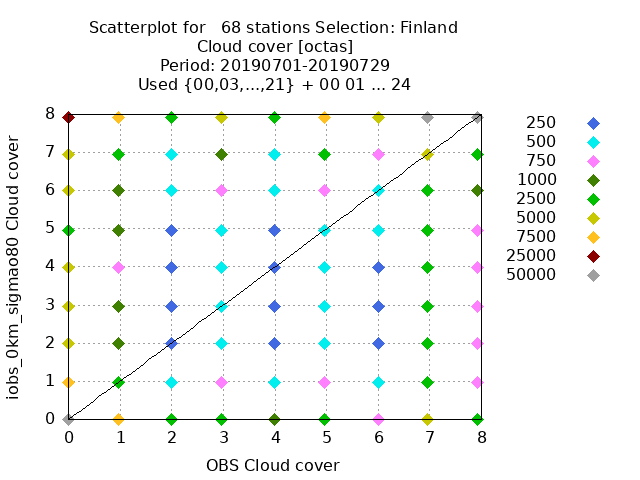 Scatterplot for   68 stations Selection: Finland
Cloud cover [octas]
Period: 20190701-20190729
Used {00,03,...,21} + 00 01 ... 24
iobs_0km_sigmao80 Cloud cover
8
7
6
5
4
3
2
1
0
0 1 2 3 4 5 6 7 8
OBS Cloud cover
250
500
750
1000
2500
5000
7500
25000
50000